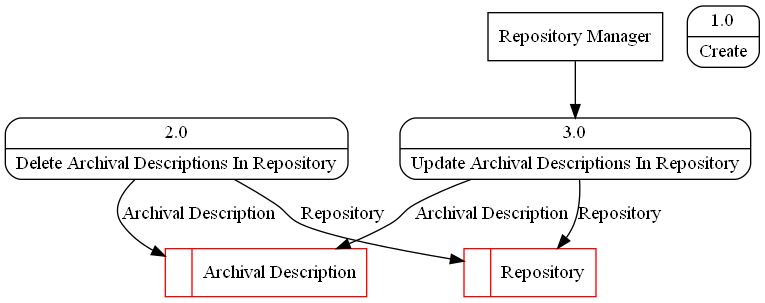 1.0
Repository Manager
Create
2.0
3.0
Delete Archival Descriptions In Repository
Update Archival Descriptions In Repository
Archival Description
Repository
Archival Description
Repository
Archival Description
Repository